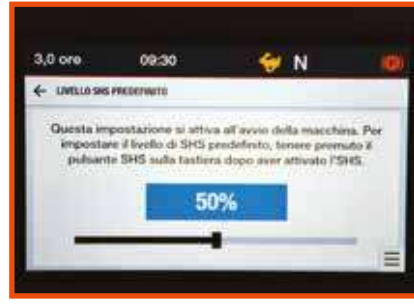 3,0 ore 09:30 N
← LIVELLO SHS PREDEFINITO
Questa impostazione si attiva all'avvio della macchina. Per
impostare il livello di SHS predefinito, tenere premuto il
pulsante SHS sulla tastiera dopo aver attivato l'SHS.
50%